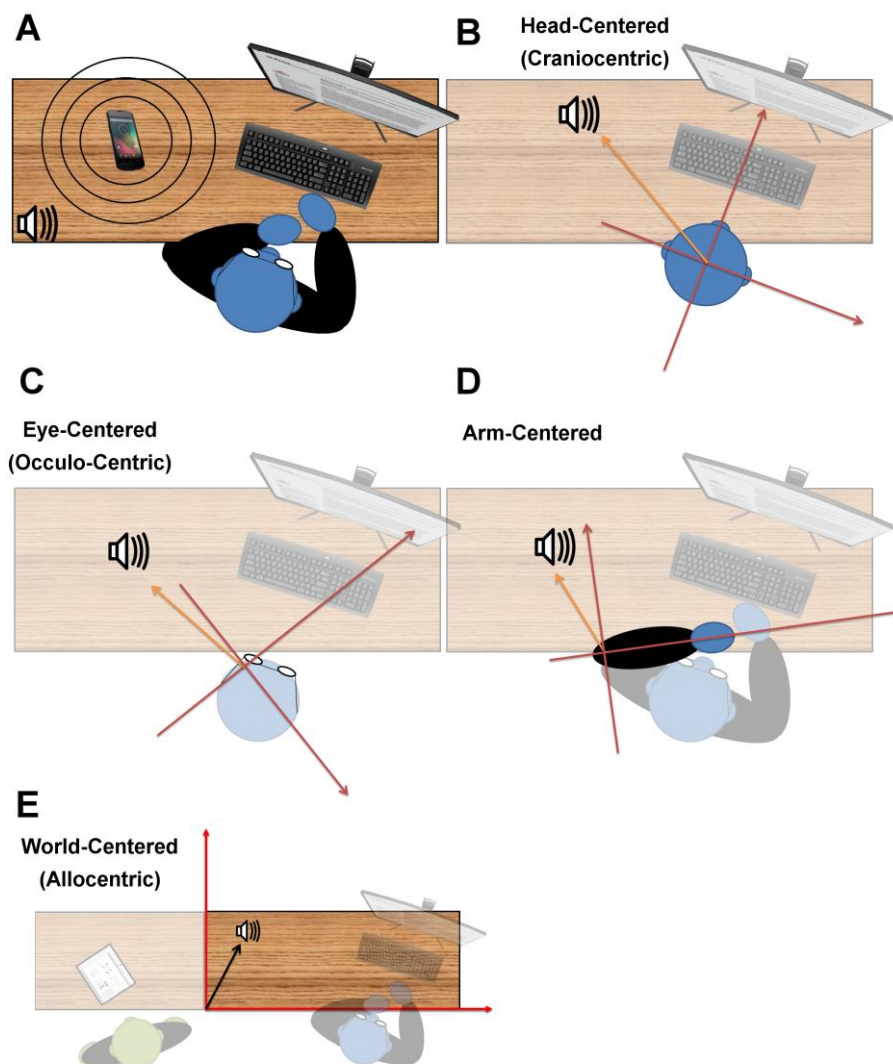 A
B
Head-Centered
(Craniocentric)
C
Eye-Centered
(Occulo-Centric)
D
Arm-Centered
E
World-Centered
(Allocentric)